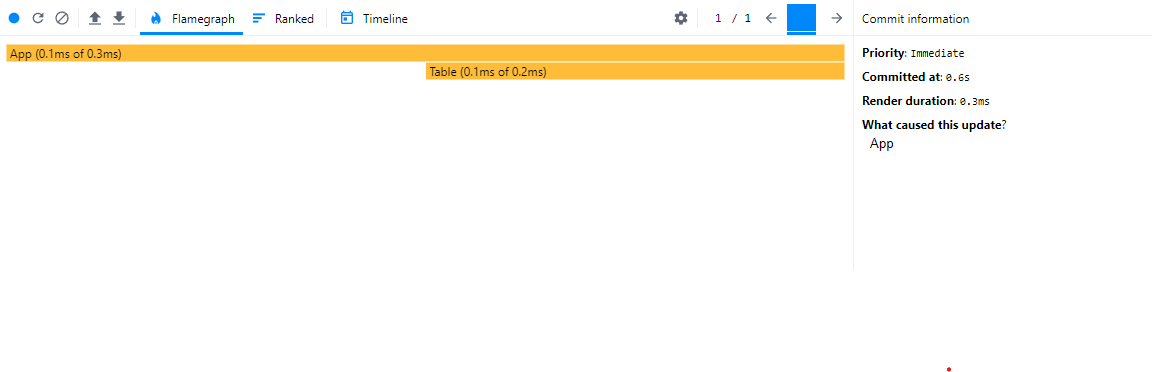 Flamegraph Ranked Timeline 1 / 1 Commit information
App (0.1ms of 0.3ms)
Table (0.1ms of 0.2ms)
Priority: Immediate
Committed at: 0.6s
Render duration: 0.3ms
What caused this update?
App